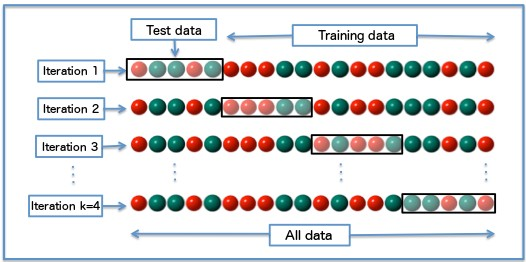 Test data
Training data
Iteration 1
Iteration 2
Iteration 3
Iteration k=4
All data